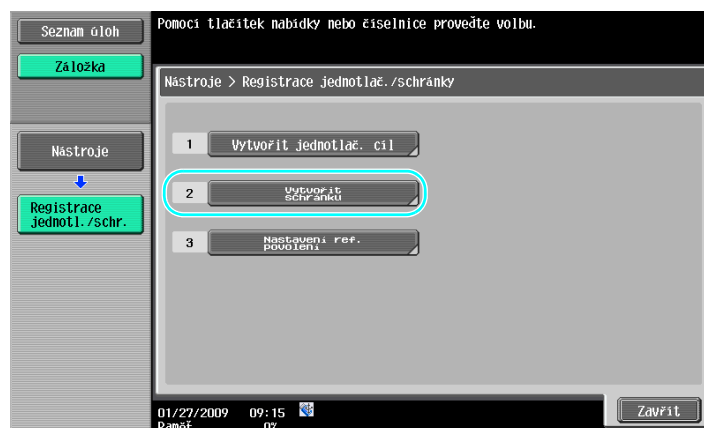 Seznam úloh
Záložka
Pomocí tlačítek nabídky nebo číselnice proveďte volbu.
Nástroje > Registrace jednotlač./schránky
Nástroje
Registrace
jednotl./schr.
1 Vytvořit jednotlač. cíl
2 Vytvořit
schránku
3 Nastavení ref.
povolení
01/27/2009 09:15
Paměť 0%
Zavřít